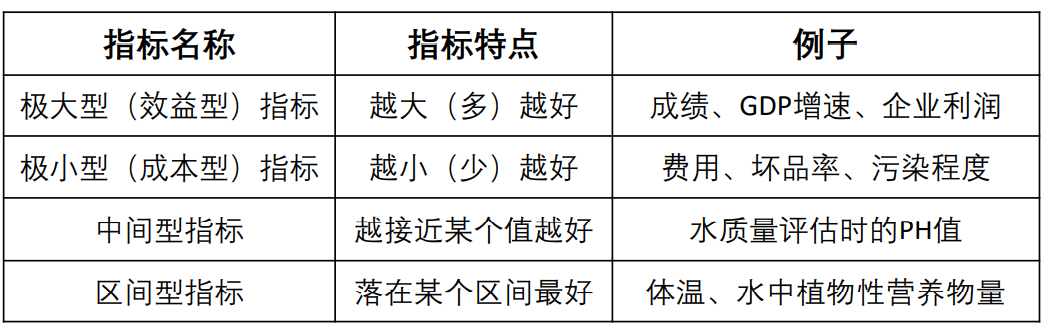 指标名称 指标特点 例子
极大型（效益型）指标 越大（多）越好 成绩、GDP增速、企业利润
极小型（成本型）指标 越小（少）越好 费用、坏品率、污染程度
中间型指标 越接近某个值越好 水质量评估时的PH值
区间型指标 落在某个区间最好 体温、水中植物性营养物量